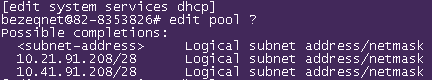 [edit system services dhcp]
bezeqnet@82-8353826# edit pool ?
Possible completions:
<subnet-address> Logical subnet address/netmask
10.21.91.208/28 Logical subnet address/netmask
10.41.91.208/28 Logical subnet address/netmask